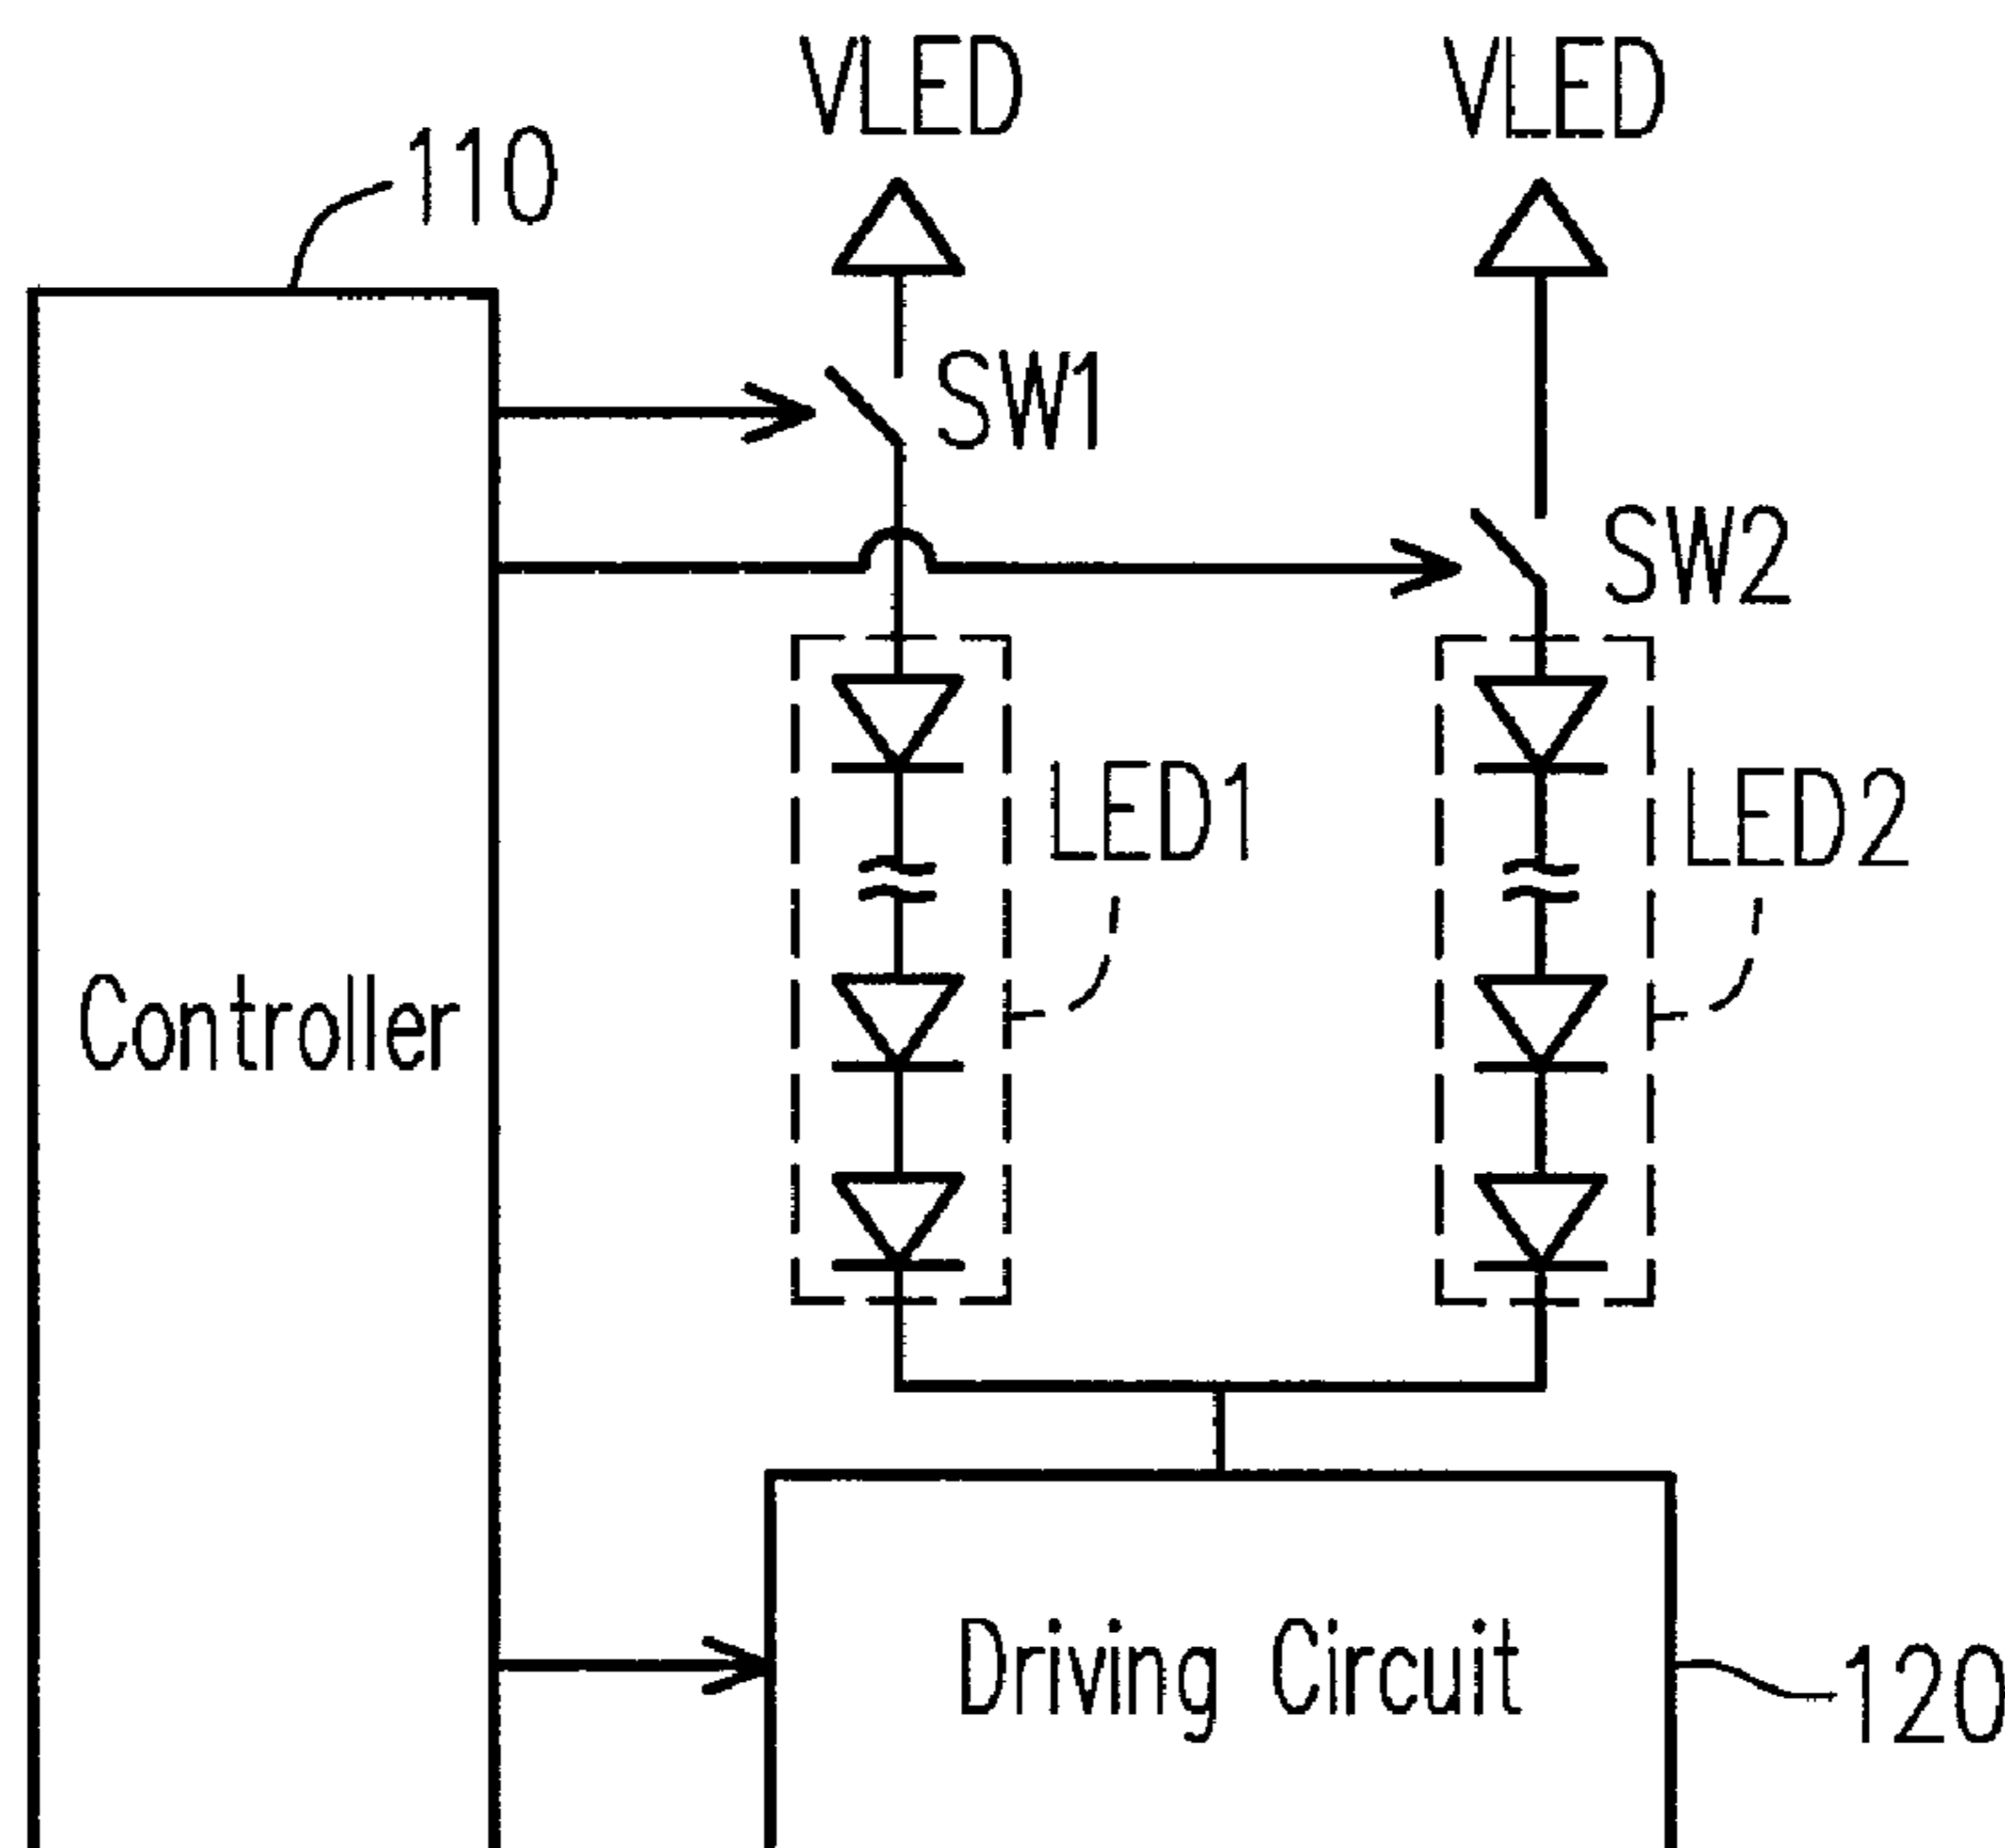 VLED
VLED
110
SW1
SW2
LED1
LED2
Controller
Driving Circuit
120